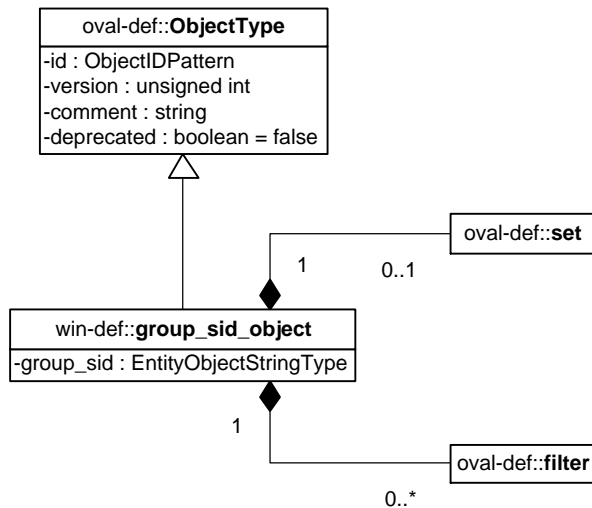 oval-def::ObjectType
-id : ObjectIDPattern
-version : unsigned int
-comment : string
-deprecated : boolean = false
oval-def::set
1
0..1
win-def::group_sid_object
-group_sid : EntityObjectStringType
1
oval-def::filter
0..*